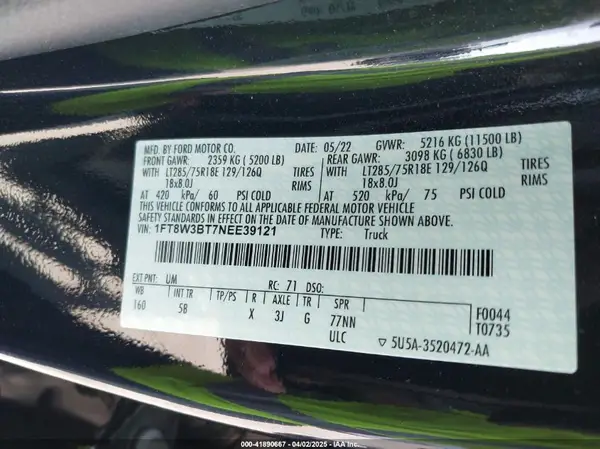 MFD. BY FORD MOTOR CO. DATE: 05/22 GVWR: 5216 KG (11500 LB)
FRONT GAWR: 2359 KG (5200 LB) REAR GAWR: 3098 KG (6830 LB)
WITH LT285/75R18E 129/126Q TIRES WITH LT285/75R18E 129/126Q TIRES
18x8.0J RIMS 18x8.0J RIMS
AT 420 kPa/ 60 PSI COLD AT 520 kPa/ 75 PSI COLD
THIS VEHICLE CONFORMS TO ALL APPLICABLE FEDERAL MOTOR VEHICLE
SAFETY STANDARDS IN EFFECT ON THE DATE OF MANUFACTURE SHOWN ABOVE.
VIN: 1FT8W3BT7NEE39121 TYPE: Truck
EXT PNT: UM RC: 71 DSO:
WB INT TR TP/PS R AXLE TR SPR
160 5B X 3J G 77NN
ULC
F0044
T0735
▽ 5U5A-3520472-AA
000-41890667 - 04/02/2025 - IAA Inc.